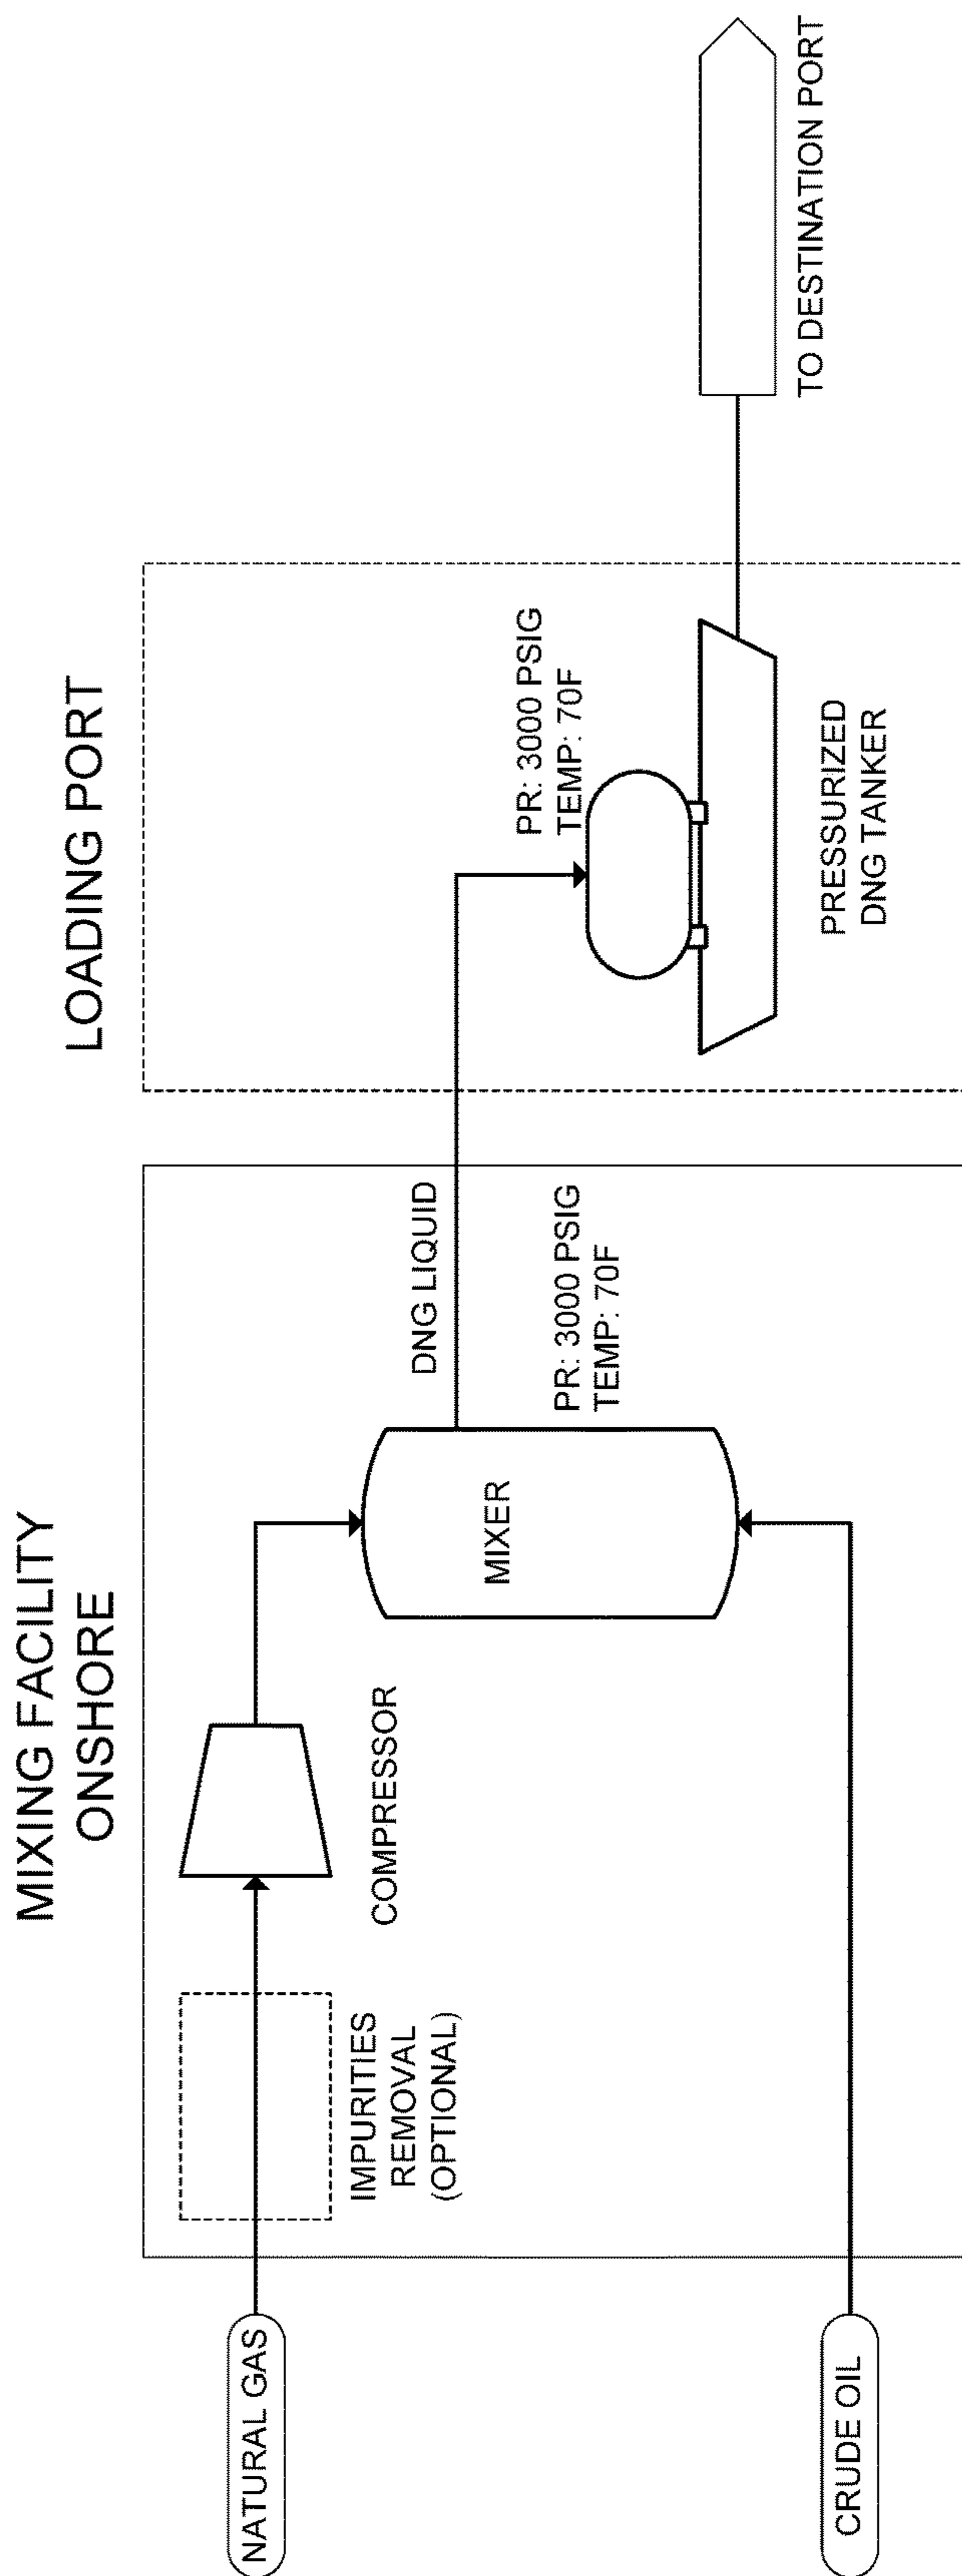 MIXING FACILITY
ONSHORE
LOADING PORT
NATURAL GAS
IMPURITIES
REMOVAL
(OPTIONAL)
COMPRESSOR
MIXER
DNG LIQUID
PR: 3000 PSIG
TEMP: 70F
PR: 3000 PSIG
TEMP: 70F
PRESSURIZED
DNG TANKER
TO DESTINATION PORT
CRUDE OIL